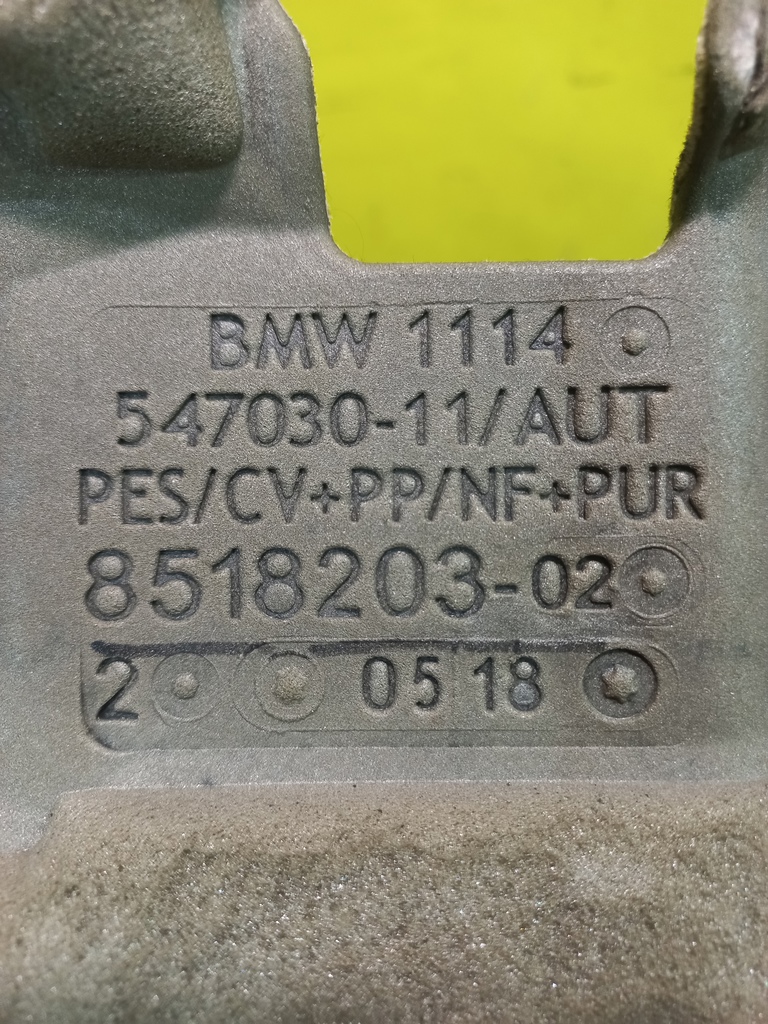 BMW 1114
547030-11/AUT
PES/CV+PP/NF+PUR
8518203-02
2 05 18